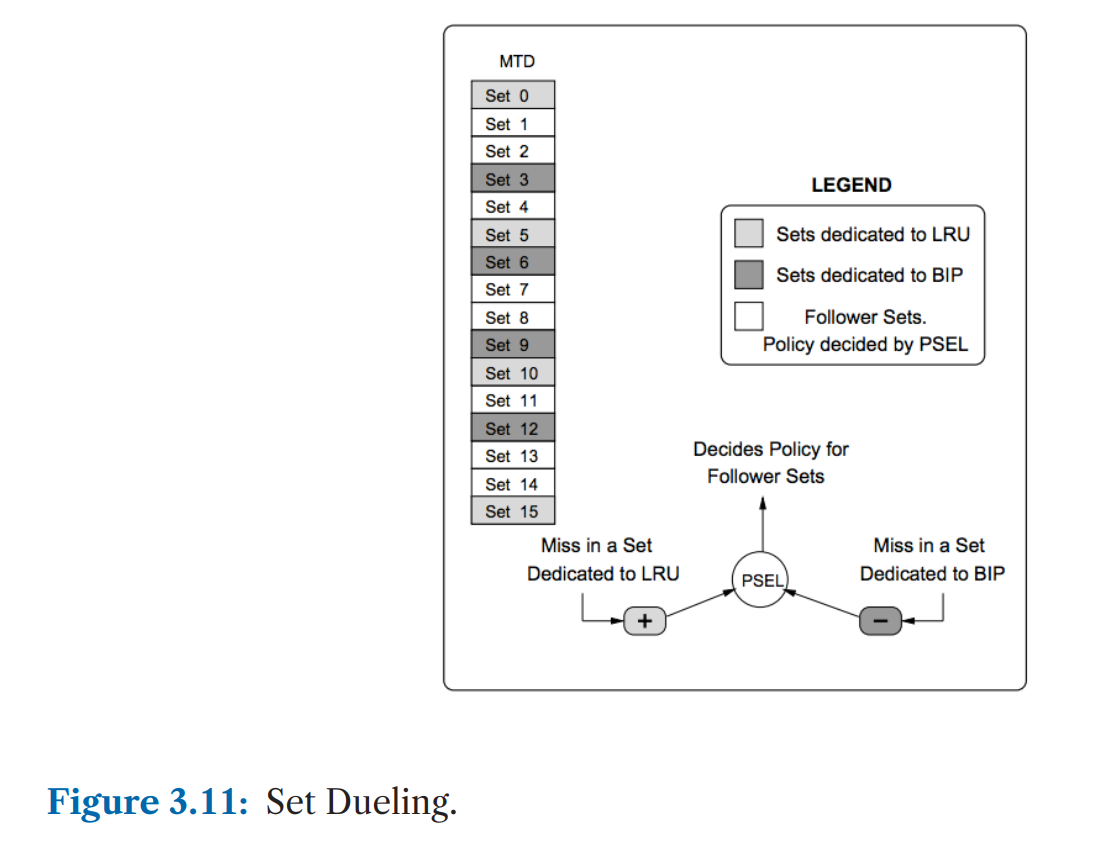 MTD
Set 0
Set 1
Set 2
Set 3
Set 4
Set 5
Set 6
Set 7
Set 8
Set 9
Set 10
Set 11
Set 12
Set 13
Set 14
Set 15
LEGEND
Sets dedicated to LRU
Sets dedicated to BIP
Follower Sets.
Policy decided by PSEL
Decides Policy for
Follower Sets
Miss in a Set
Dedicated to LRU
+
PSEL
Miss in a Set
Dedicated to BIP
−
Figure 3.11: Set Dueling.